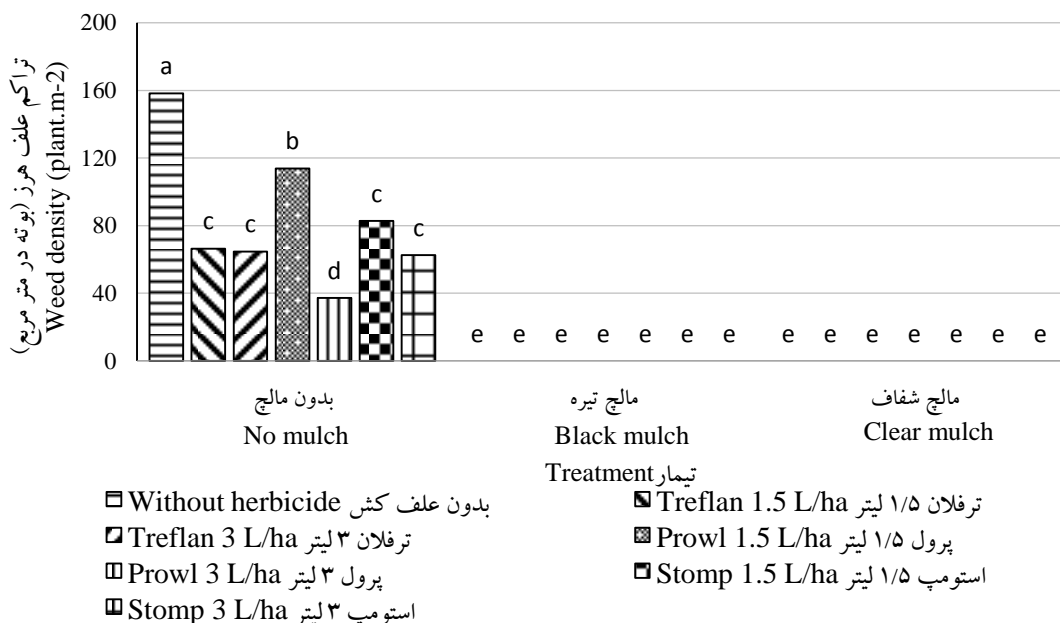 تراکم علف هرز (بوته در متر مربع)
Weed density (plant.m-2)
200
160
120
80
40
0
a
c
c
b
d
c
c
e e e e e e e
e e e e e e e
بدون مالچ
No mulch
مالچ تیره
Black mulch
مالچ شفاف
Clear mulch
Treatment تیمار
Without herbicide بدون علف کش
Treflan 1.5 L/ha ترفلان ۱/۵ لیتر
Treflan 3 L/ha ترفلان ۳ لیتر
Prowl 1.5 L/ha پرول ۱/۵ لیتر
Prowl 3 L/ha پرول ۳ لیتر
Stomp 1.5 L/ha استومپ ۱/۵ لیتر
Stomp 3 L/ha استومپ ۳ لیتر